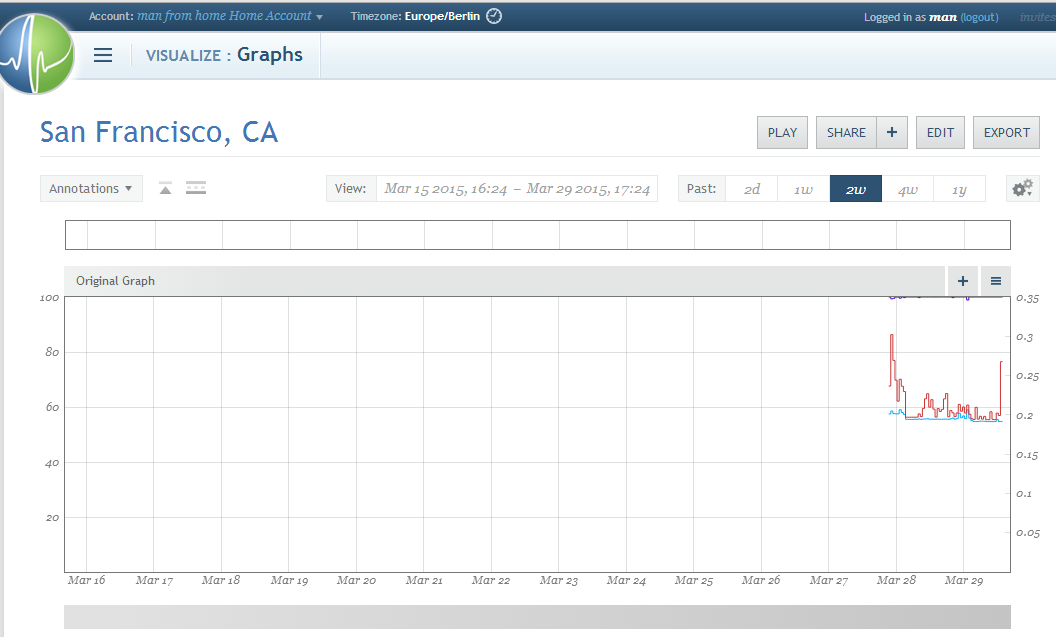 Account: man from home Home Account Timezone: Europe/Berlin Logged in as man (logout) invites
VISUALIZE : Graphs
San Francisco, CA PLAY SHARE + EDIT EXPORT
Annotations View: Mar 15 2015, 16:24 – Mar 29 2015, 17:24 Past: 2d 1w 2w 4w 1y
Original Graph +
100 0.35
0.3
80
0.25
60 0.2
0.15
40
0.1
20
0.05
Mar 16 Mar 17 Mar 18 Mar 19 Mar 20 Mar 21 Mar 22 Mar 23 Mar 24 Mar 25 Mar 26 Mar 27 Mar 28 Mar 29